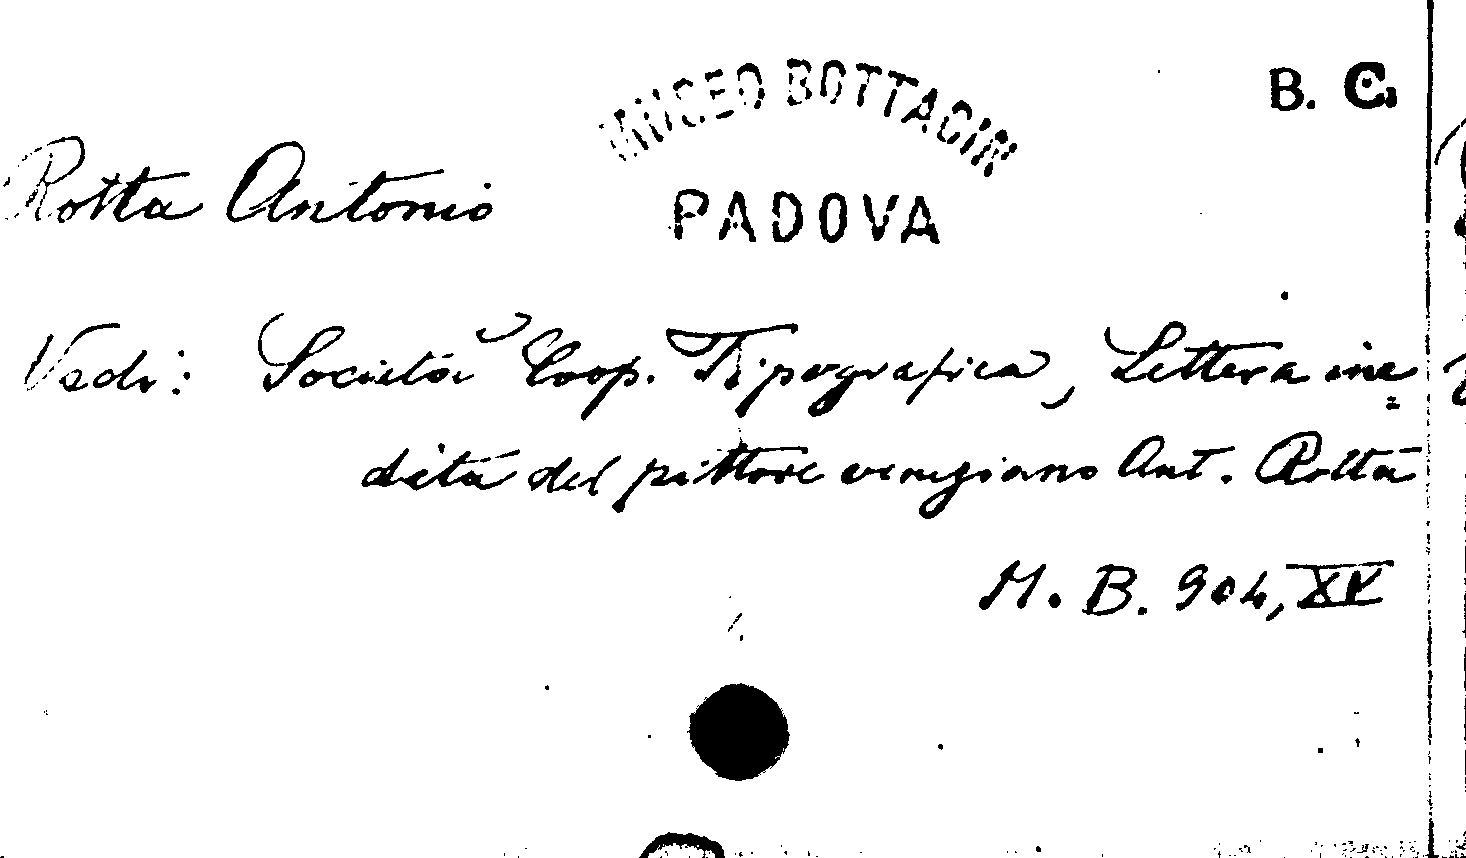 MUSEO BOTTACIN
B. C.
Rotta Antonio
PADOVA
Vedi: Società Coop. Tipografica, Lettera ine=
dita del pittore veneziano Ant. Rotta
M. B. 904, XV